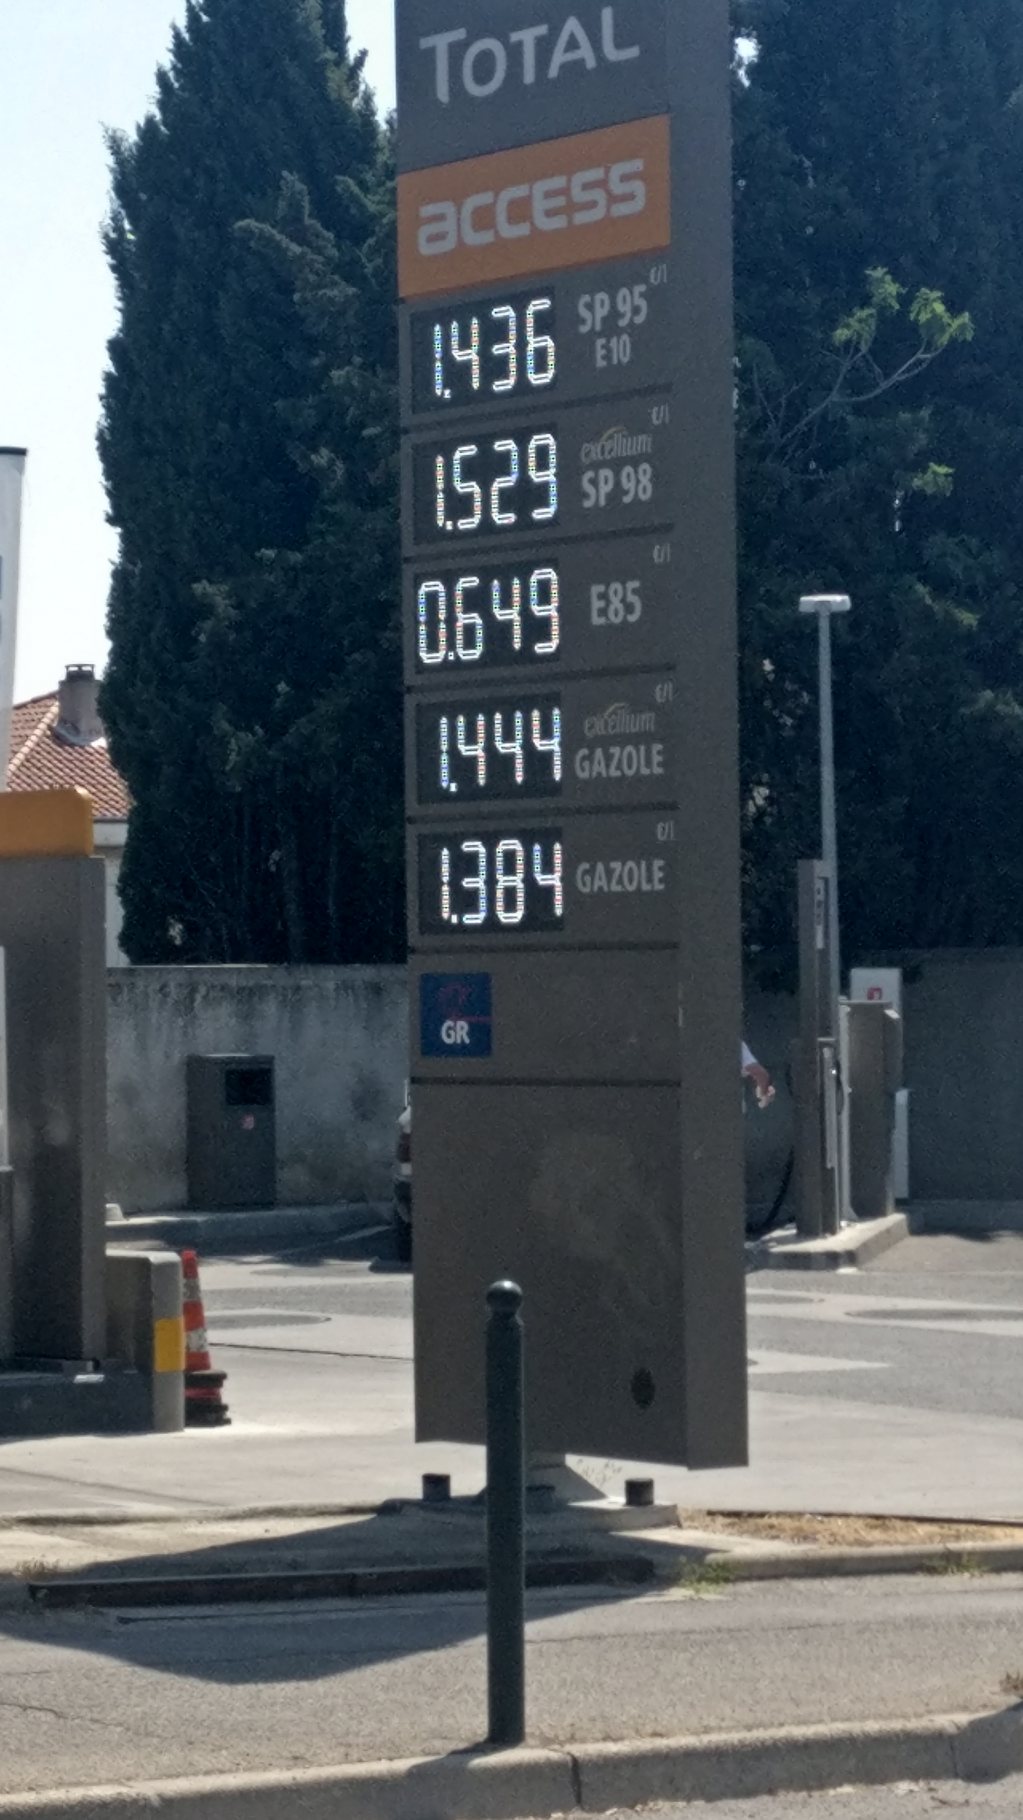 TOTAL
access
1.436 SP 95 €/l
E10
1.529 excellium €/l
SP 98
0.649 E85 €/l
1.444 excellium €/l
GAZOLE
1.384 GAZOLE €/l
GR